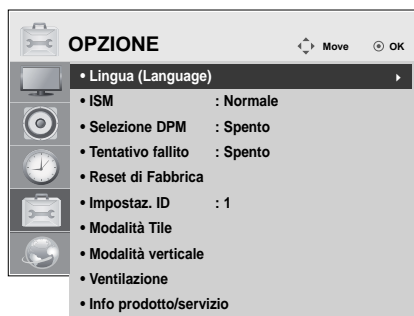 OPZIONE Move OK
• Lingua (Language)
• ISM : Normale
• Selezione DPM : Spento
• Tentativo fallito : Spento
• Reset di Fabbrica
• Impostaz. ID : 1
• Modalità Tile
• Modalità verticale
• Ventilazione
• Info prodotto/servizio